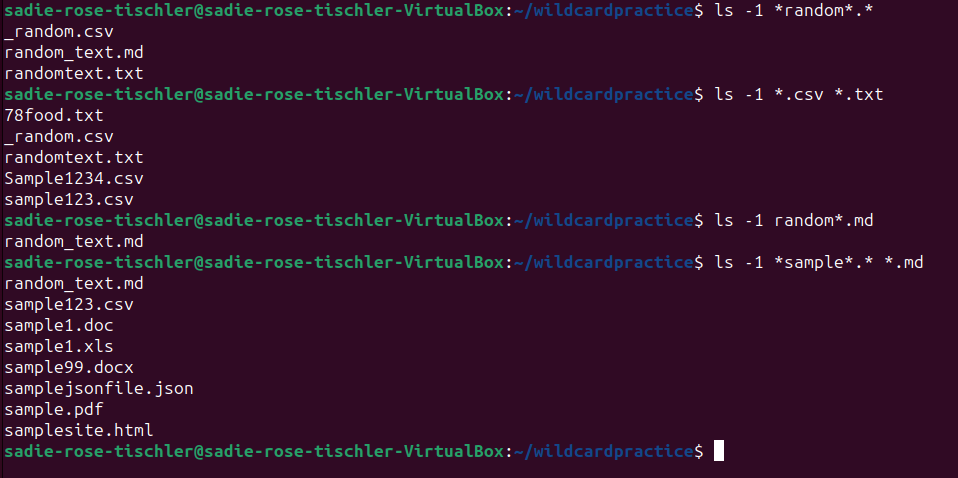 sadie-rose-tischler@sadie-rose-tischler-VirtualBox:~/wildcardpractice$ ls -1 *random*.*
_random.csv
random_text.md
randomtext.txt
sadie-rose-tischler@sadie-rose-tischler-VirtualBox:~/wildcardpractice$ ls -1 *.csv *.txt
78food.txt
_random.csv
randomtext.txt
Sample1234.csv
sample123.csv
sadie-rose-tischler@sadie-rose-tischler-VirtualBox:~/wildcardpractice$ ls -1 random*.md
random_text.md
sadie-rose-tischler@sadie-rose-tischler-VirtualBox:~/wildcardpractice$ ls -1 *sample*.* *.md
random_text.md
sample123.csv
sample1.doc
sample1.xls
sample99.docx
samplejsonfile.json
sample.pdf
samplesite.html
sadie-rose-tischler@sadie-rose-tischler-VirtualBox:~/wildcardpractice$